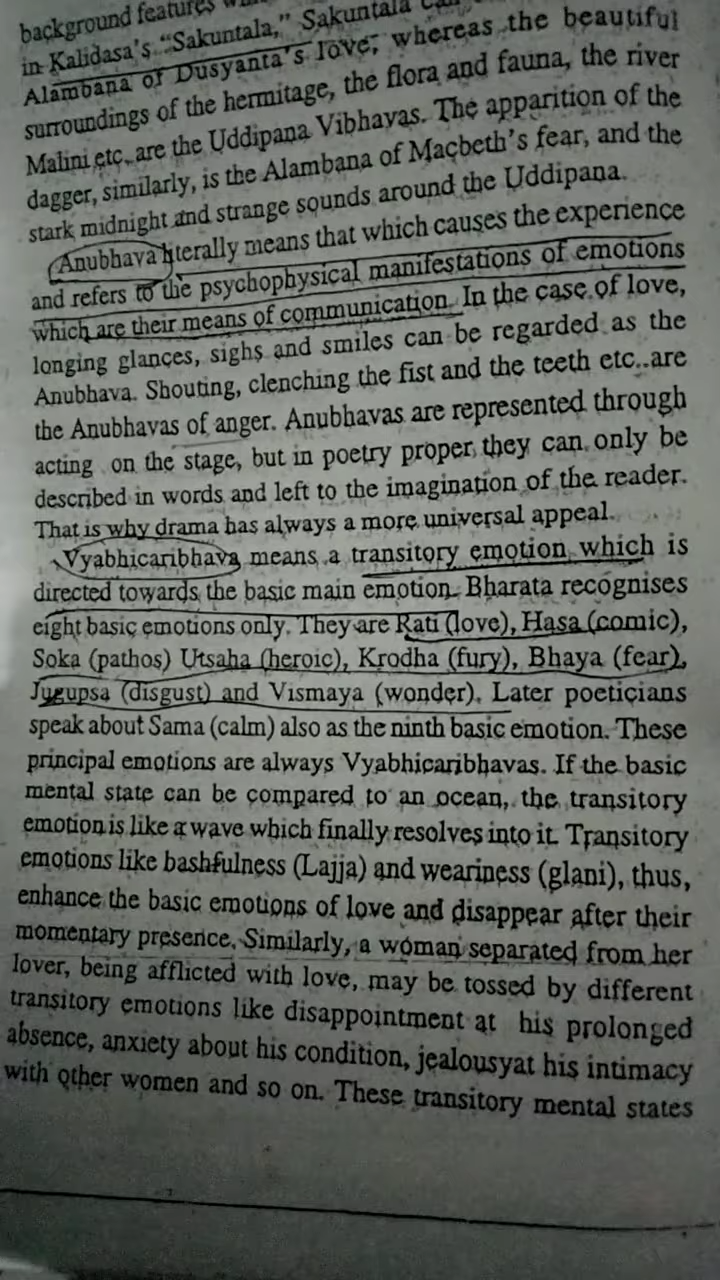 background features
in Kalidasa's "Sakuntala," Sakuntala
Alambana of Dusyanta's love, whereas the beautiful
surroundings of the hermitage, the flora and fauna, the river
Malini etc. are the Uddipana Vibhavas. The apparition of the
dagger, similarly, is the Alambana of Macbeth's fear, and the
stark midnight and strange sounds around the Uddipana.
Anubhava literally means that which causes the experience
and refers to the psychophysical manifestations of emotions
which are their means of communication. In the case of love,
longing glances, sighs and smiles can be regarded as the
Anubhava. Shouting, clenching the fist and the teeth etc..are
the Anubhavas of anger. Anubhavas are represented through
acting on the stage, but in poetry proper they can only be
described in words and left to the imagination of the reader.
That is why drama has always a more universal appeal.
Vyabhicaribhava means a transitory emotion which is
directed towards the basic main emotion. Bharata recognises
eight basic emotions only. They are Rati (love), Hasa (comic),
Soka (pathos) Utsaha (heroic), Krodha (fury), Bhaya (fear),
Jugupsa (disgust) and Vismaya (wonder). Later poeticians
speak about Sama (calm) also as the ninth basic emotion. These
principal emotions are always Vyabhicaribhavas. If the basic
mental state can be compared to an ocean, the transitory
emotion is like a wave which finally resolves into it. Transitory
emotions like bashfulness (Lajja) and weariness (glani), thus,
enhance the basic emotions of love and disappear after their
momentary presence. Similarly, a woman separated from her
lover, being afflicted with love, may be tossed by different
transitory emotions like disappointment at his prolonged
absence, anxiety about his condition, jealousyat his intimacy
with other women and so on. These transitory mental states